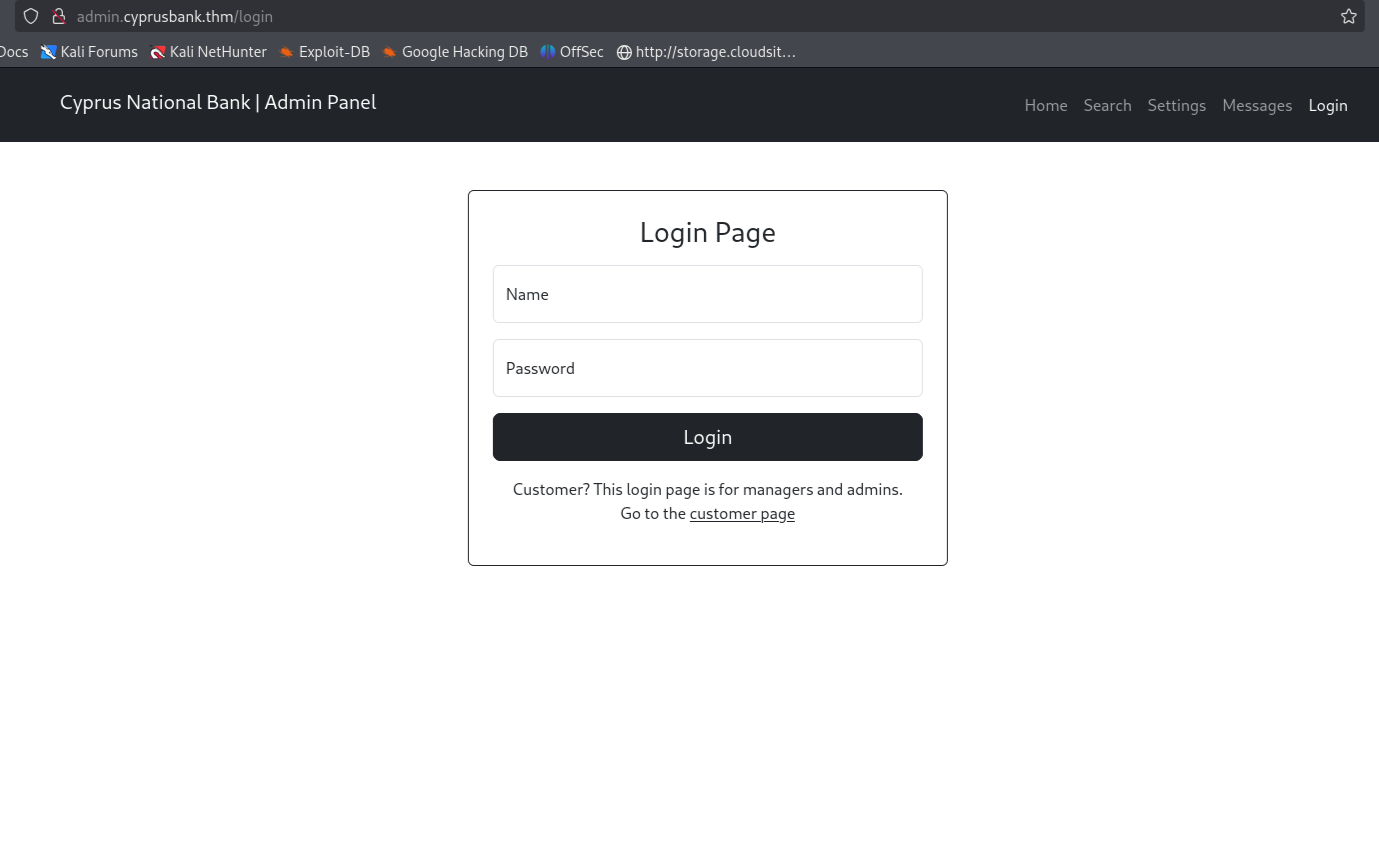 admin.cyprusbank.thm/login
Docs Kali Forums Kali NetHunter Exploit-DB Google Hacking DB OffSec http://storage.cloudsit…
Cyprus National Bank | Admin Panel Home Search Settings Messages Login
Login Page
Name
Password
Login
Customer? This login page is for managers and admins.
Go to the customer page